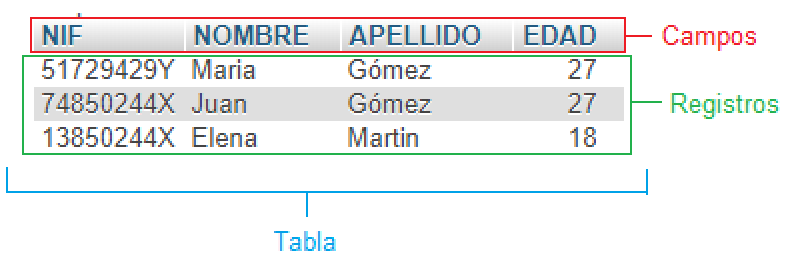 NIF NOMBRE APELLIDO EDAD Campos
51729429Y Maria Gómez 27
74850244X Juan Gómez 27 Registros
13850244X Elena Martin 18
Tabla